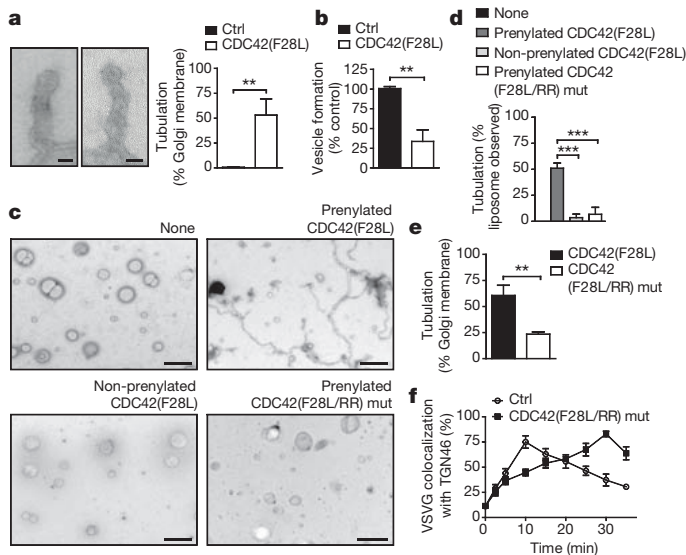 a
Ctrl
CDC42(F28L)
Tubulation
(% Golgi membrane)
100
75
50
25
0
**
b
Ctrl
CDC42(F28L)
Vesicle formation
(% control)
125
100
75
50
25
0
**
d
None
Prenylated CDC42(F28L)
Non-prenylated CDC42(F28L)
Prenylated CDC42
(F28L/RR) mut
Tubulation (%
liposome observed)
100
75
50
25
0
***
***
c
None
Prenylated
CDC42(F28L)
Non-prenylated
CDC42(F28L)
Prenylated
CDC42(F28L/RR) mut
e
CDC42(F28L)
CDC42
(F28L/RR) mut
Tubulation
(% Golgi membrane)
100
75
50
25
0
**
f
Ctrl
CDC42(F28L/RR) mut
VSVG colocalization
with TGN46 (%)
100
75
50
25
0
0 10 20 30
Time (min)